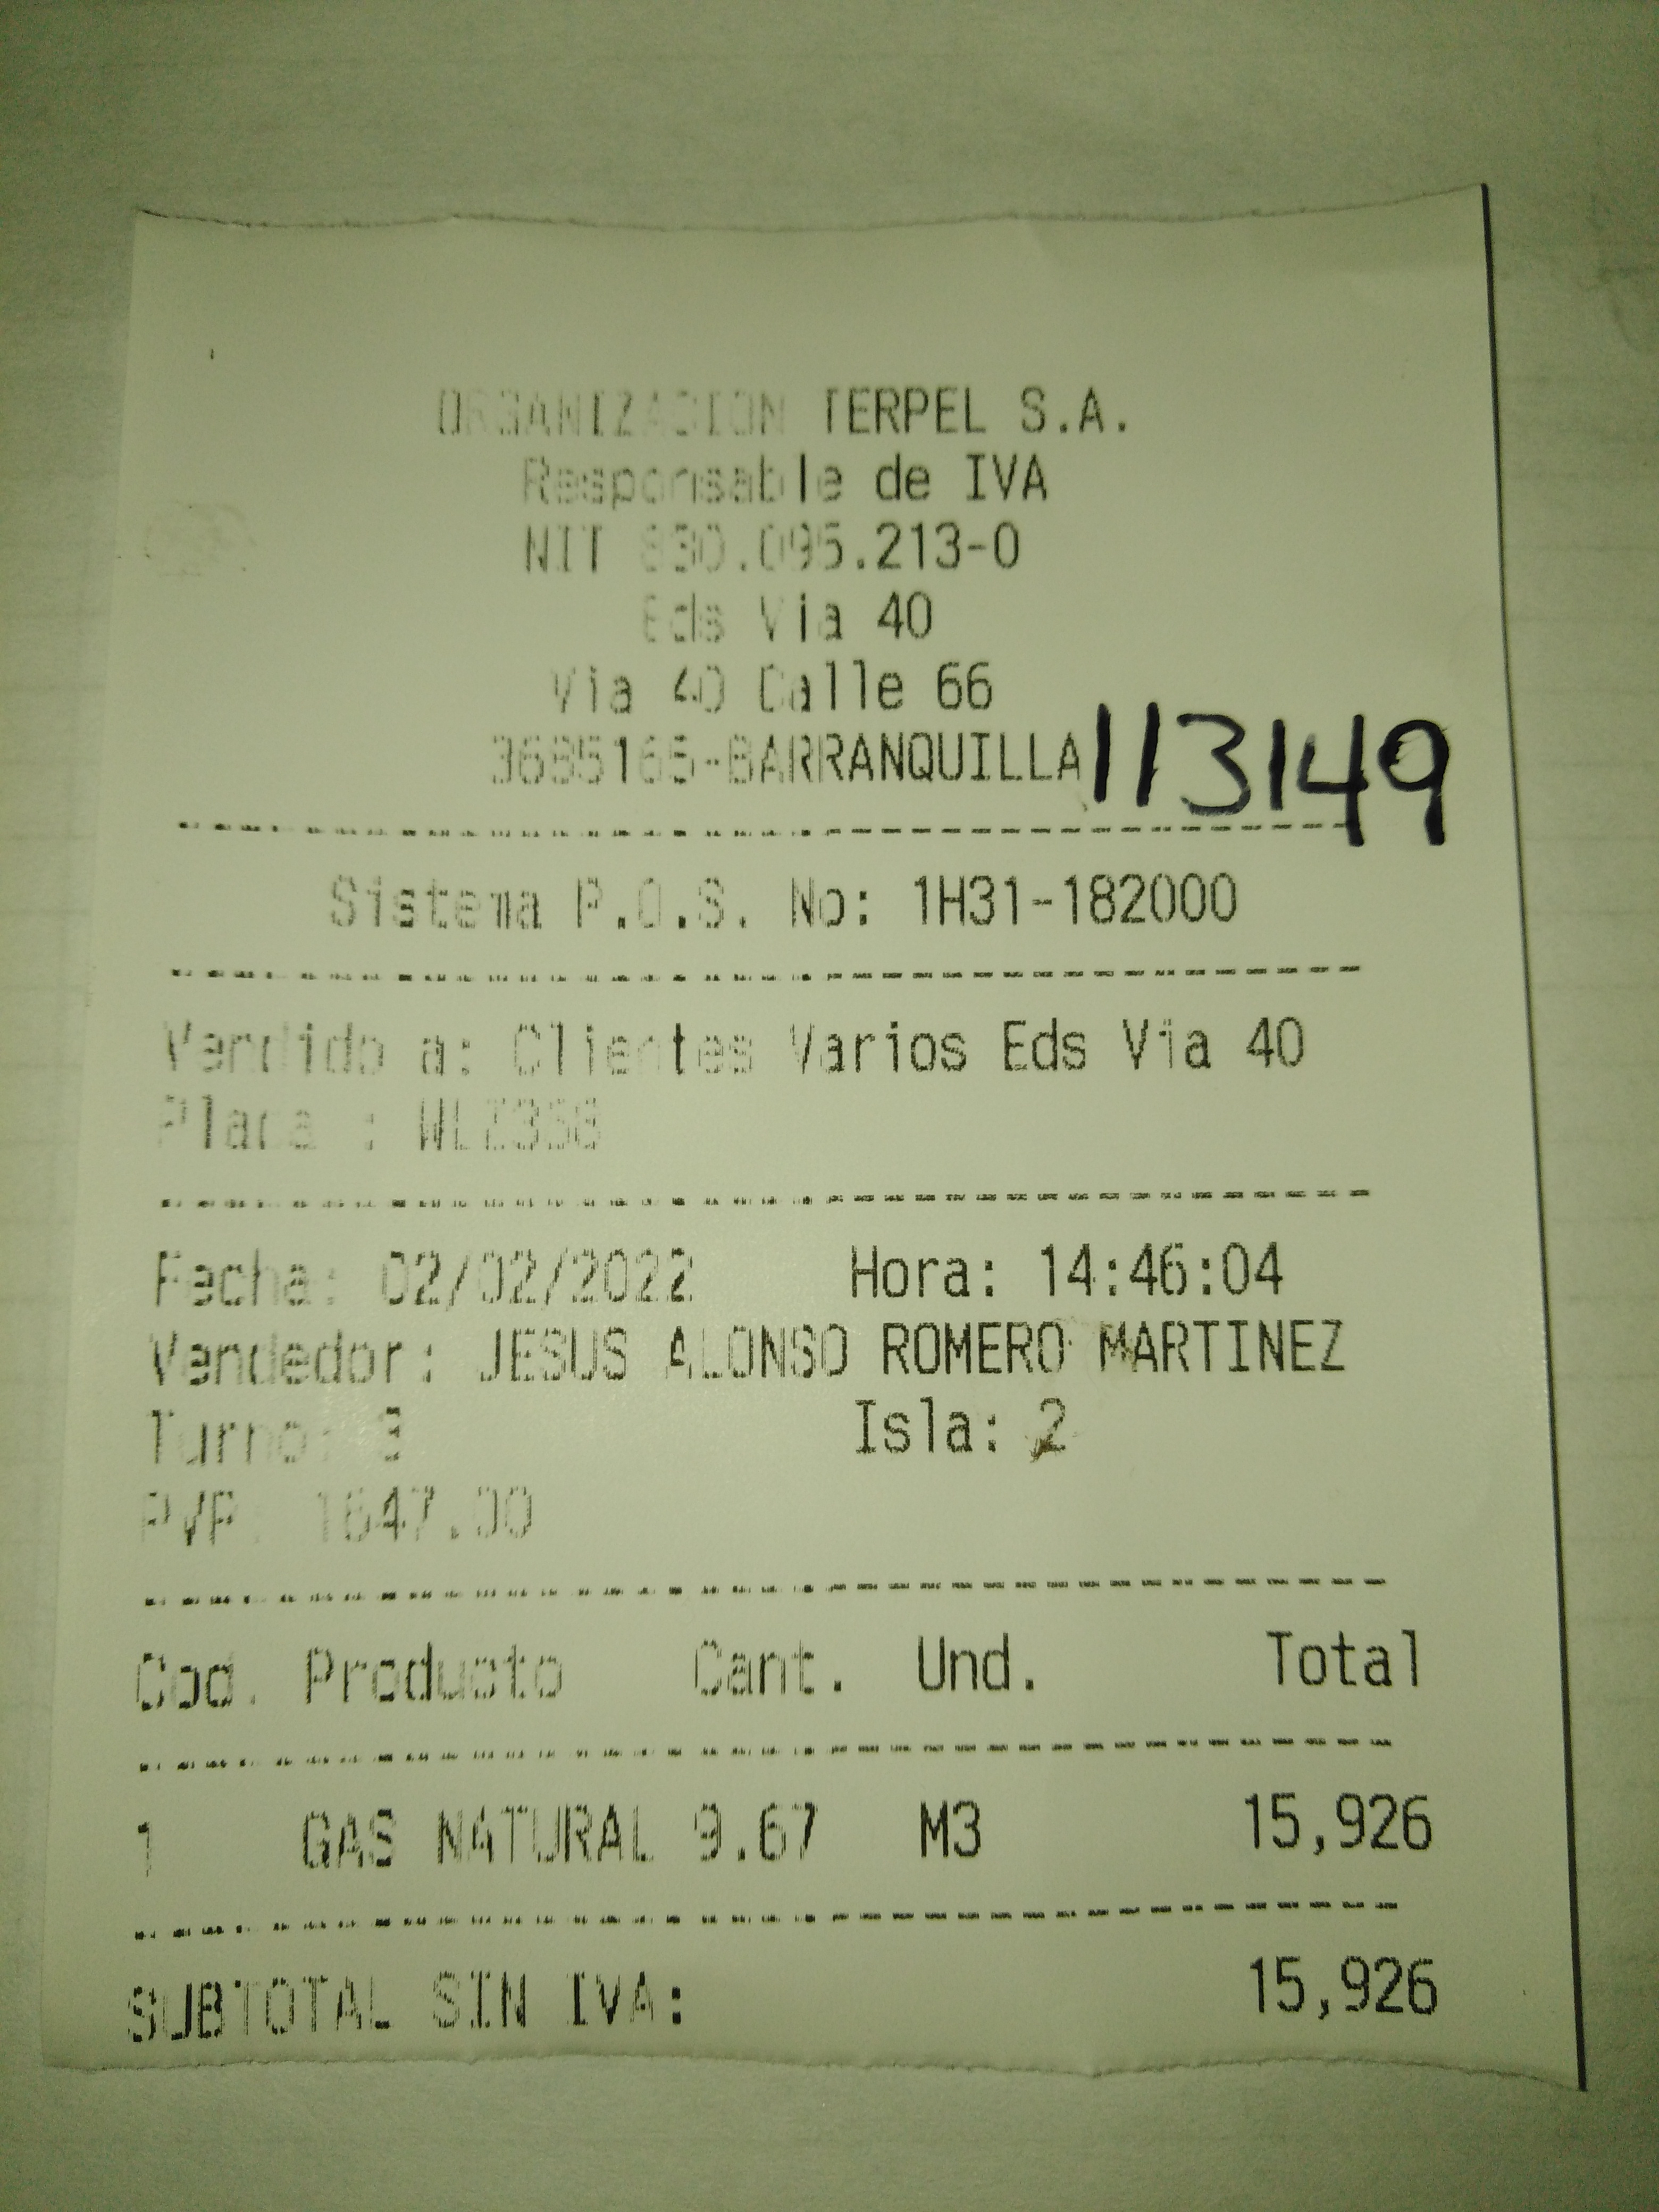 ORGANIZACION TERPEL S.A.
Responsable de IVA
NIT 830.095.213-0
Eds Via 40
Via 40 Calle 66
3685165-BARRANQUILLA 113149
Sistema P.O.S. No: 1H31-182000
Vendido a: Clientes Varios Eds Via 40
Placa :
Fecha: 02/02/2022 Hora: 14:46:04
Vendedor: JESUS ALONSO ROMERO MARTINEZ
Turno: 3 Isla: 2
PVP: 1647.00
Cod. Producto Cant. Und. Total
1 GAS NATURAL 9.67 M3 15,926
SUBTOTAL SIN IVA: 15,926